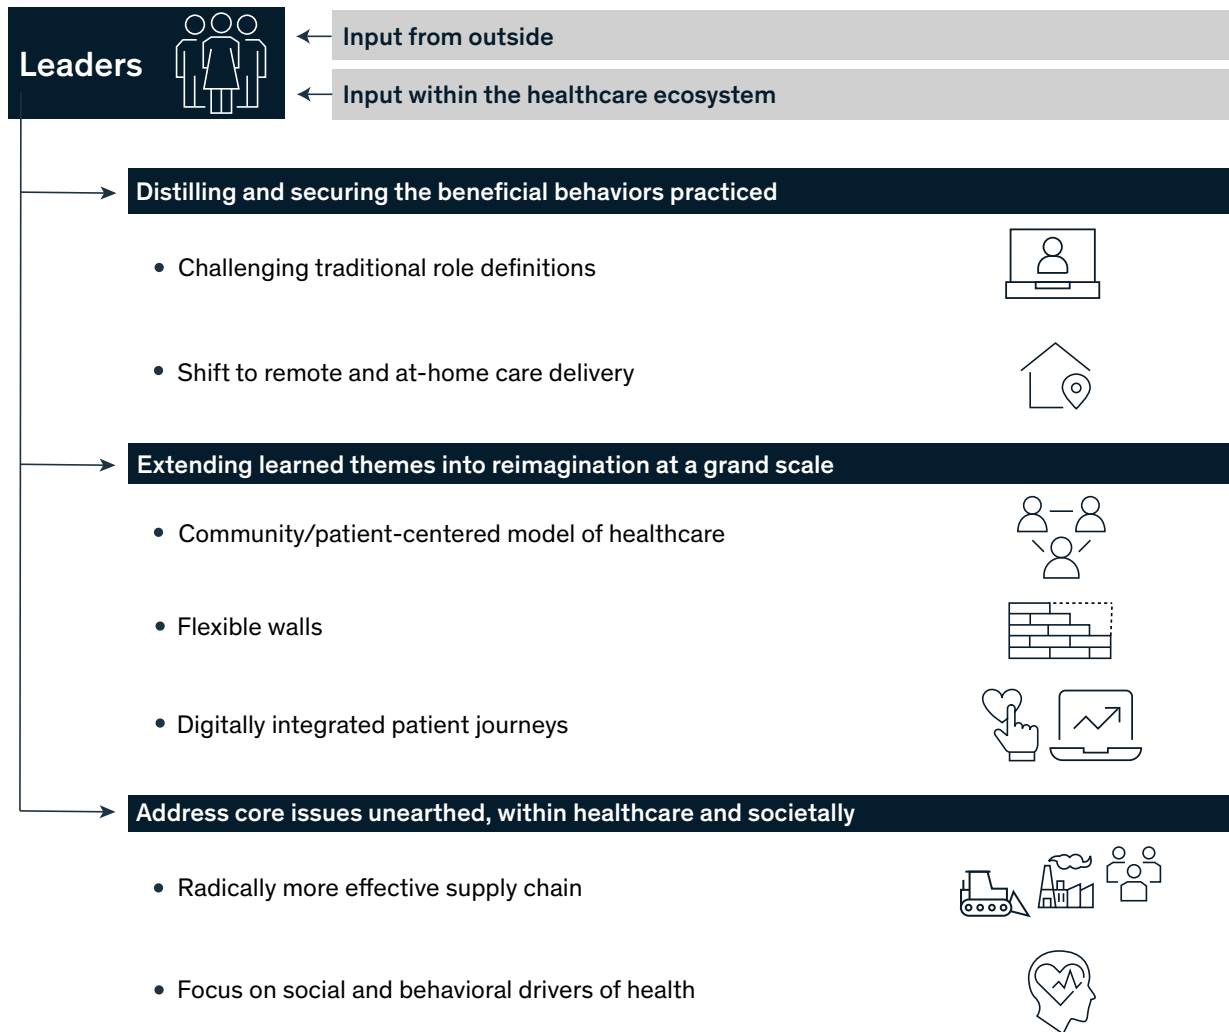 Leaders
Input from outside
Input within the healthcare ecosystem
Distilling and securing the beneficial behaviors practiced
• Challenging traditional role definitions
• Shift to remote and at-home care delivery
Extending learned themes into reimagination at a grand scale
• Community/patient-centered model of healthcare
• Flexible walls
• Digitally integrated patient journeys
Address core issues unearthed, within healthcare and societally
• Radically more effective supply chain
• Focus on social and behavioral drivers of health